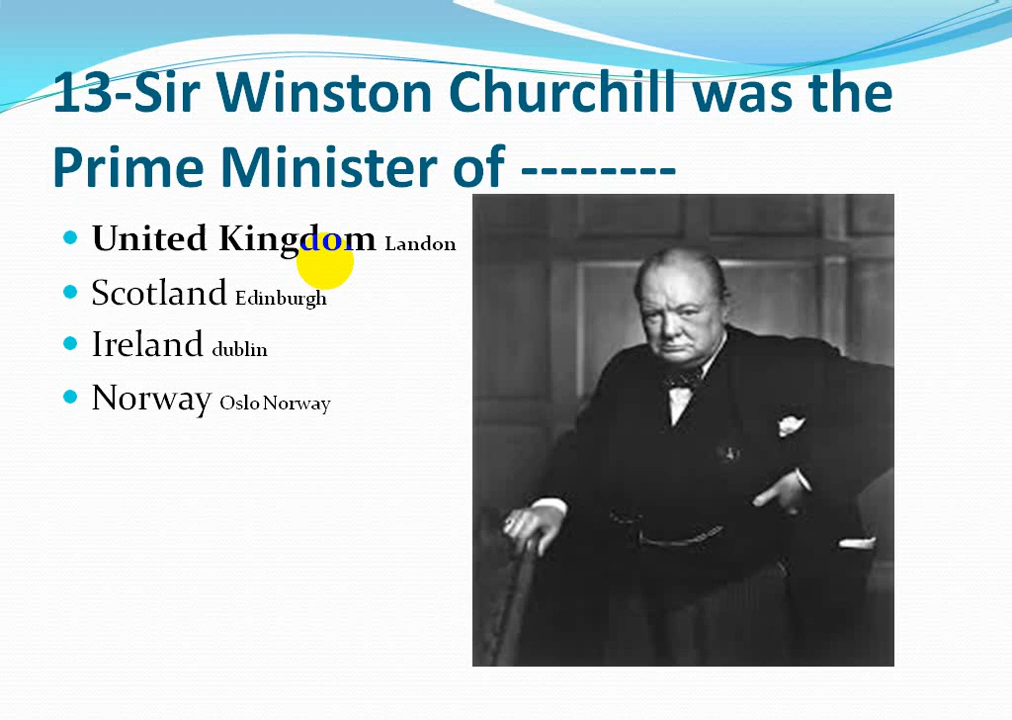 13-Sir Winston Churchill was the
Prime Minister of --------
United Kingdom Landon
Scotland Edinburgh
Ireland dublin
Norway Oslo Norway